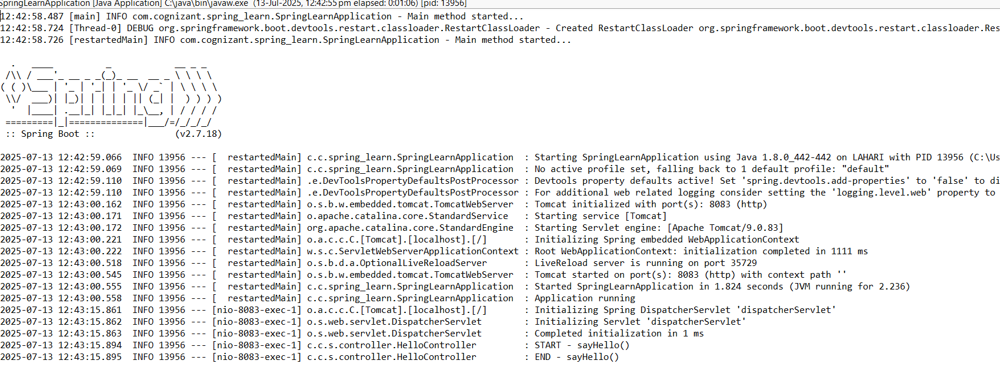 SpringLearnApplication [Java Application] C:\java\bin\javaw.exe (13-Jul-2025, 12:42:55 pm elapsed: 0:01:06) [pid: 13956]
12:42:58.487 [main] INFO com.cognizant.spring_learn.SpringLearnApplication - Main method started...
12:42:58.724 [Thread-0] DEBUG org.springframework.boot.devtools.restart.classloader.RestartClassLoader - Created RestartClassLoader org.springframework.boot.devtools.restart.classloader.Res
12:42:58.726 [restartedMain] INFO com.cognizant.spring_learn.SpringLearnApplication - Main method started...
  .   ____          _            __ _ _
 /\\ / ___'_ __ _ _(_)_ __  __ _ \ \ \ \
( ( )\___ | '_ | '_| | '_ \/ _` | \ \ \ \
 \\/  ___)| |_)| | | | | || (_| |  ) ) ) )
  '  |____| .__|_| |_|_| |_\__, | / / / /
 =========|_|==============|___/=/_/_/_/
 :: Spring Boot ::               (v2.7.18)
2025-07-13 12:42:59.066  INFO 13956 --- [  restartedMain] c.c.spring_learn.SpringLearnApplication  : Starting SpringLearnApplication using Java 1.8.0_442-442 on LAHARI with PID 13956 (C:\Us
2025-07-13 12:42:59.069  INFO 13956 --- [  restartedMain] c.c.spring_learn.SpringLearnApplication  : No active profile set, falling back to 1 default profile: "default"
2025-07-13 12:42:59.110  INFO 13956 --- [  restartedMain] .e.DevToolsPropertyDefaultsPostProcessor : Devtools property defaults active! Set 'spring.devtools.add-properties' to 'false' to di
2025-07-13 12:42:59.110  INFO 13956 --- [  restartedMain] .e.DevToolsPropertyDefaultsPostProcessor : For additional web related logging consider setting the 'logging.level.web' property to
2025-07-13 12:43:00.162  INFO 13956 --- [  restartedMain] o.s.b.w.embedded.tomcat.TomcatWebServer  : Tomcat initialized with port(s): 8083 (http)
2025-07-13 12:43:00.171  INFO 13956 --- [  restartedMain] o.apache.catalina.core.StandardService   : Starting service [Tomcat]
2025-07-13 12:43:00.172  INFO 13956 --- [  restartedMain] org.apache.catalina.core.StandardEngine  : Starting Servlet engine: [Apache Tomcat/9.0.83]
2025-07-13 12:43:00.221  INFO 13956 --- [  restartedMain] o.a.c.c.C.[Tomcat].[localhost].[/]       : Initializing Spring embedded WebApplicationContext
2025-07-13 12:43:00.222  INFO 13956 --- [  restartedMain] w.s.c.ServletWebServerApplicationContext : Root WebApplicationContext: initialization completed in 1111 ms
2025-07-13 12:43:00.518  INFO 13956 --- [  restartedMain] o.s.b.d.a.OptionalLiveReloadServer       : LiveReload server is running on port 35729
2025-07-13 12:43:00.545  INFO 13956 --- [  restartedMain] o.s.b.w.embedded.tomcat.TomcatWebServer  : Tomcat started on port(s): 8083 (http) with context path ''
2025-07-13 12:43:00.555  INFO 13956 --- [  restartedMain] c.c.spring_learn.SpringLearnApplication  : Started SpringLearnApplication in 1.824 seconds (JVM running for 2.236)
2025-07-13 12:43:00.558  INFO 13956 --- [  restartedMain] c.c.spring_learn.SpringLearnApplication  : Application running
2025-07-13 12:43:15.861  INFO 13956 --- [nio-8083-exec-1] o.a.c.c.C.[Tomcat].[localhost].[/]       : Initializing Spring DispatcherServlet 'dispatcherServlet'
2025-07-13 12:43:15.862  INFO 13956 --- [nio-8083-exec-1] o.s.web.servlet.DispatcherServlet        : Initializing Servlet 'dispatcherServlet'
2025-07-13 12:43:15.863  INFO 13956 --- [nio-8083-exec-1] o.s.web.servlet.DispatcherServlet        : Completed initialization in 1 ms
2025-07-13 12:43:15.894  INFO 13956 --- [nio-8083-exec-1] c.c.s.controller.HelloController         : START - sayHello()
2025-07-13 12:43:15.895  INFO 13956 --- [nio-8083-exec-1] c.c.s.controller.HelloController         : END - sayHello()